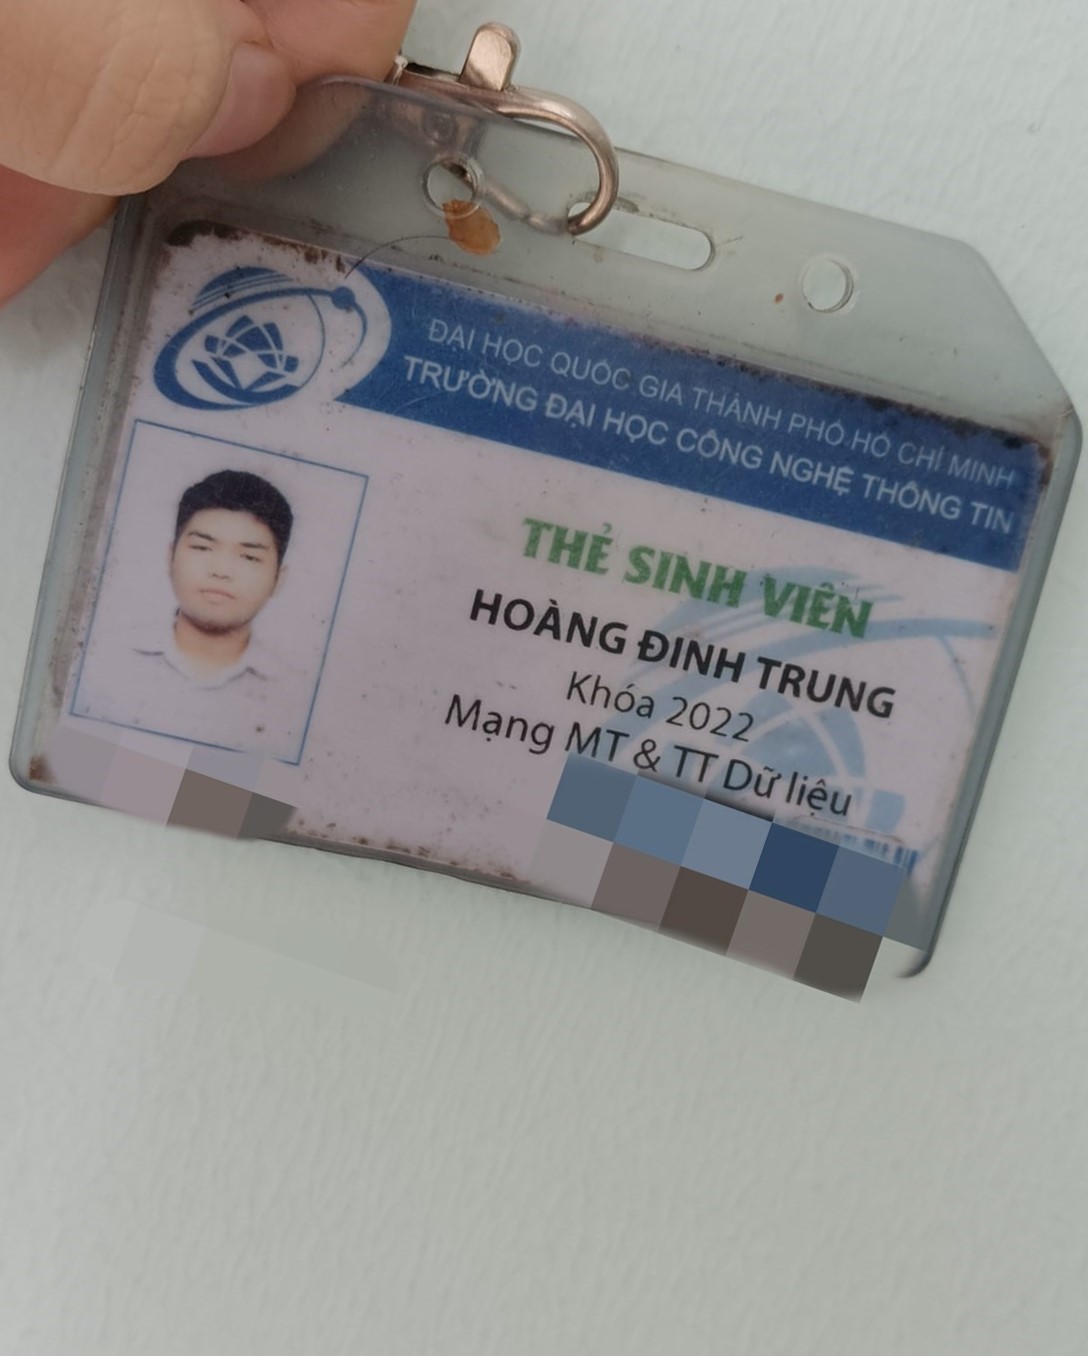 ĐẠI HỌC QUỐC GIA THÀNH PHỐ HỒ CHÍ MINH
TRƯỜNG ĐẠI HỌC CÔNG NGHỆ THÔNG TIN
THẺ SINH VIÊN
HOÀNG ĐINH TRUNG
Khóa 2022
Mạng MT & TT Dữ liệu